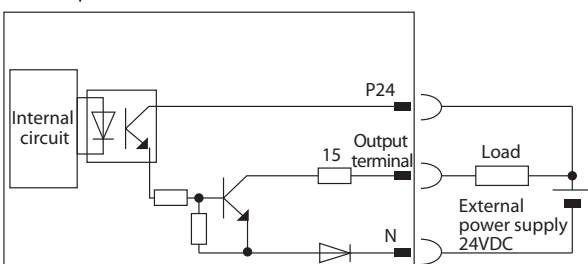 P24
Internal
circuit
15
Output
terminal
Load
External
power supply
24VDC
N